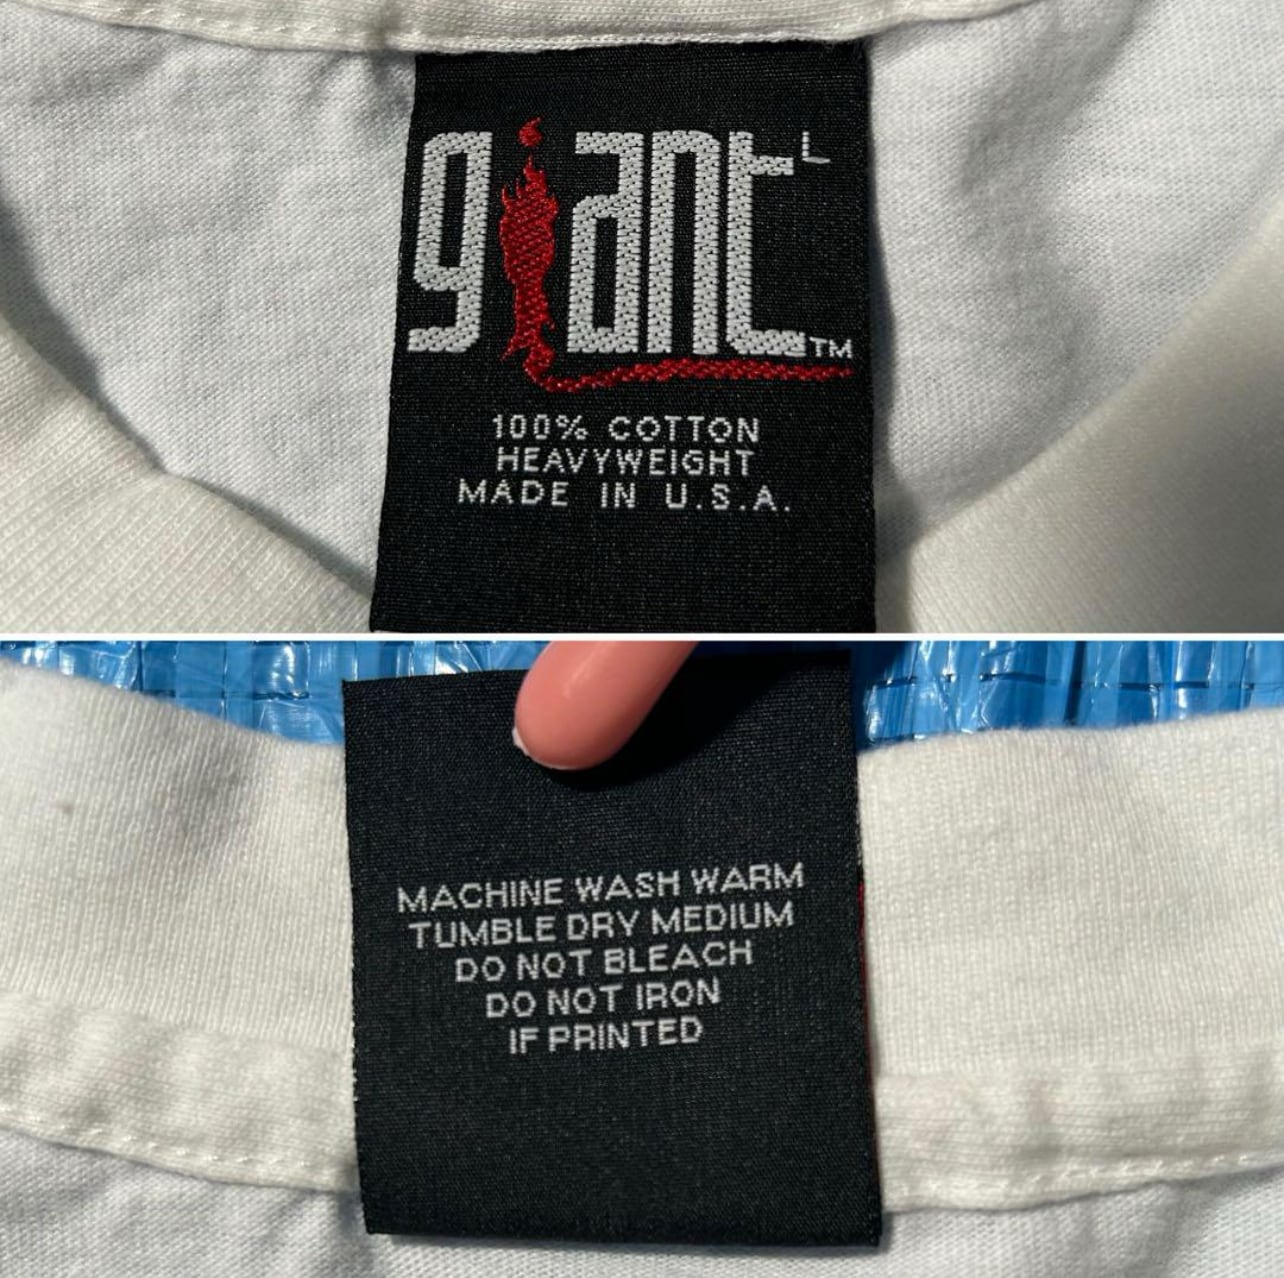 giant L
TM
100% COTTON
HEAVYWEIGHT
MADE IN U.S.A.
MACHINE WASH WARM
TUMBLE DRY MEDIUM
DO NOT BLEACH
DO NOT IRON
IF PRINTED